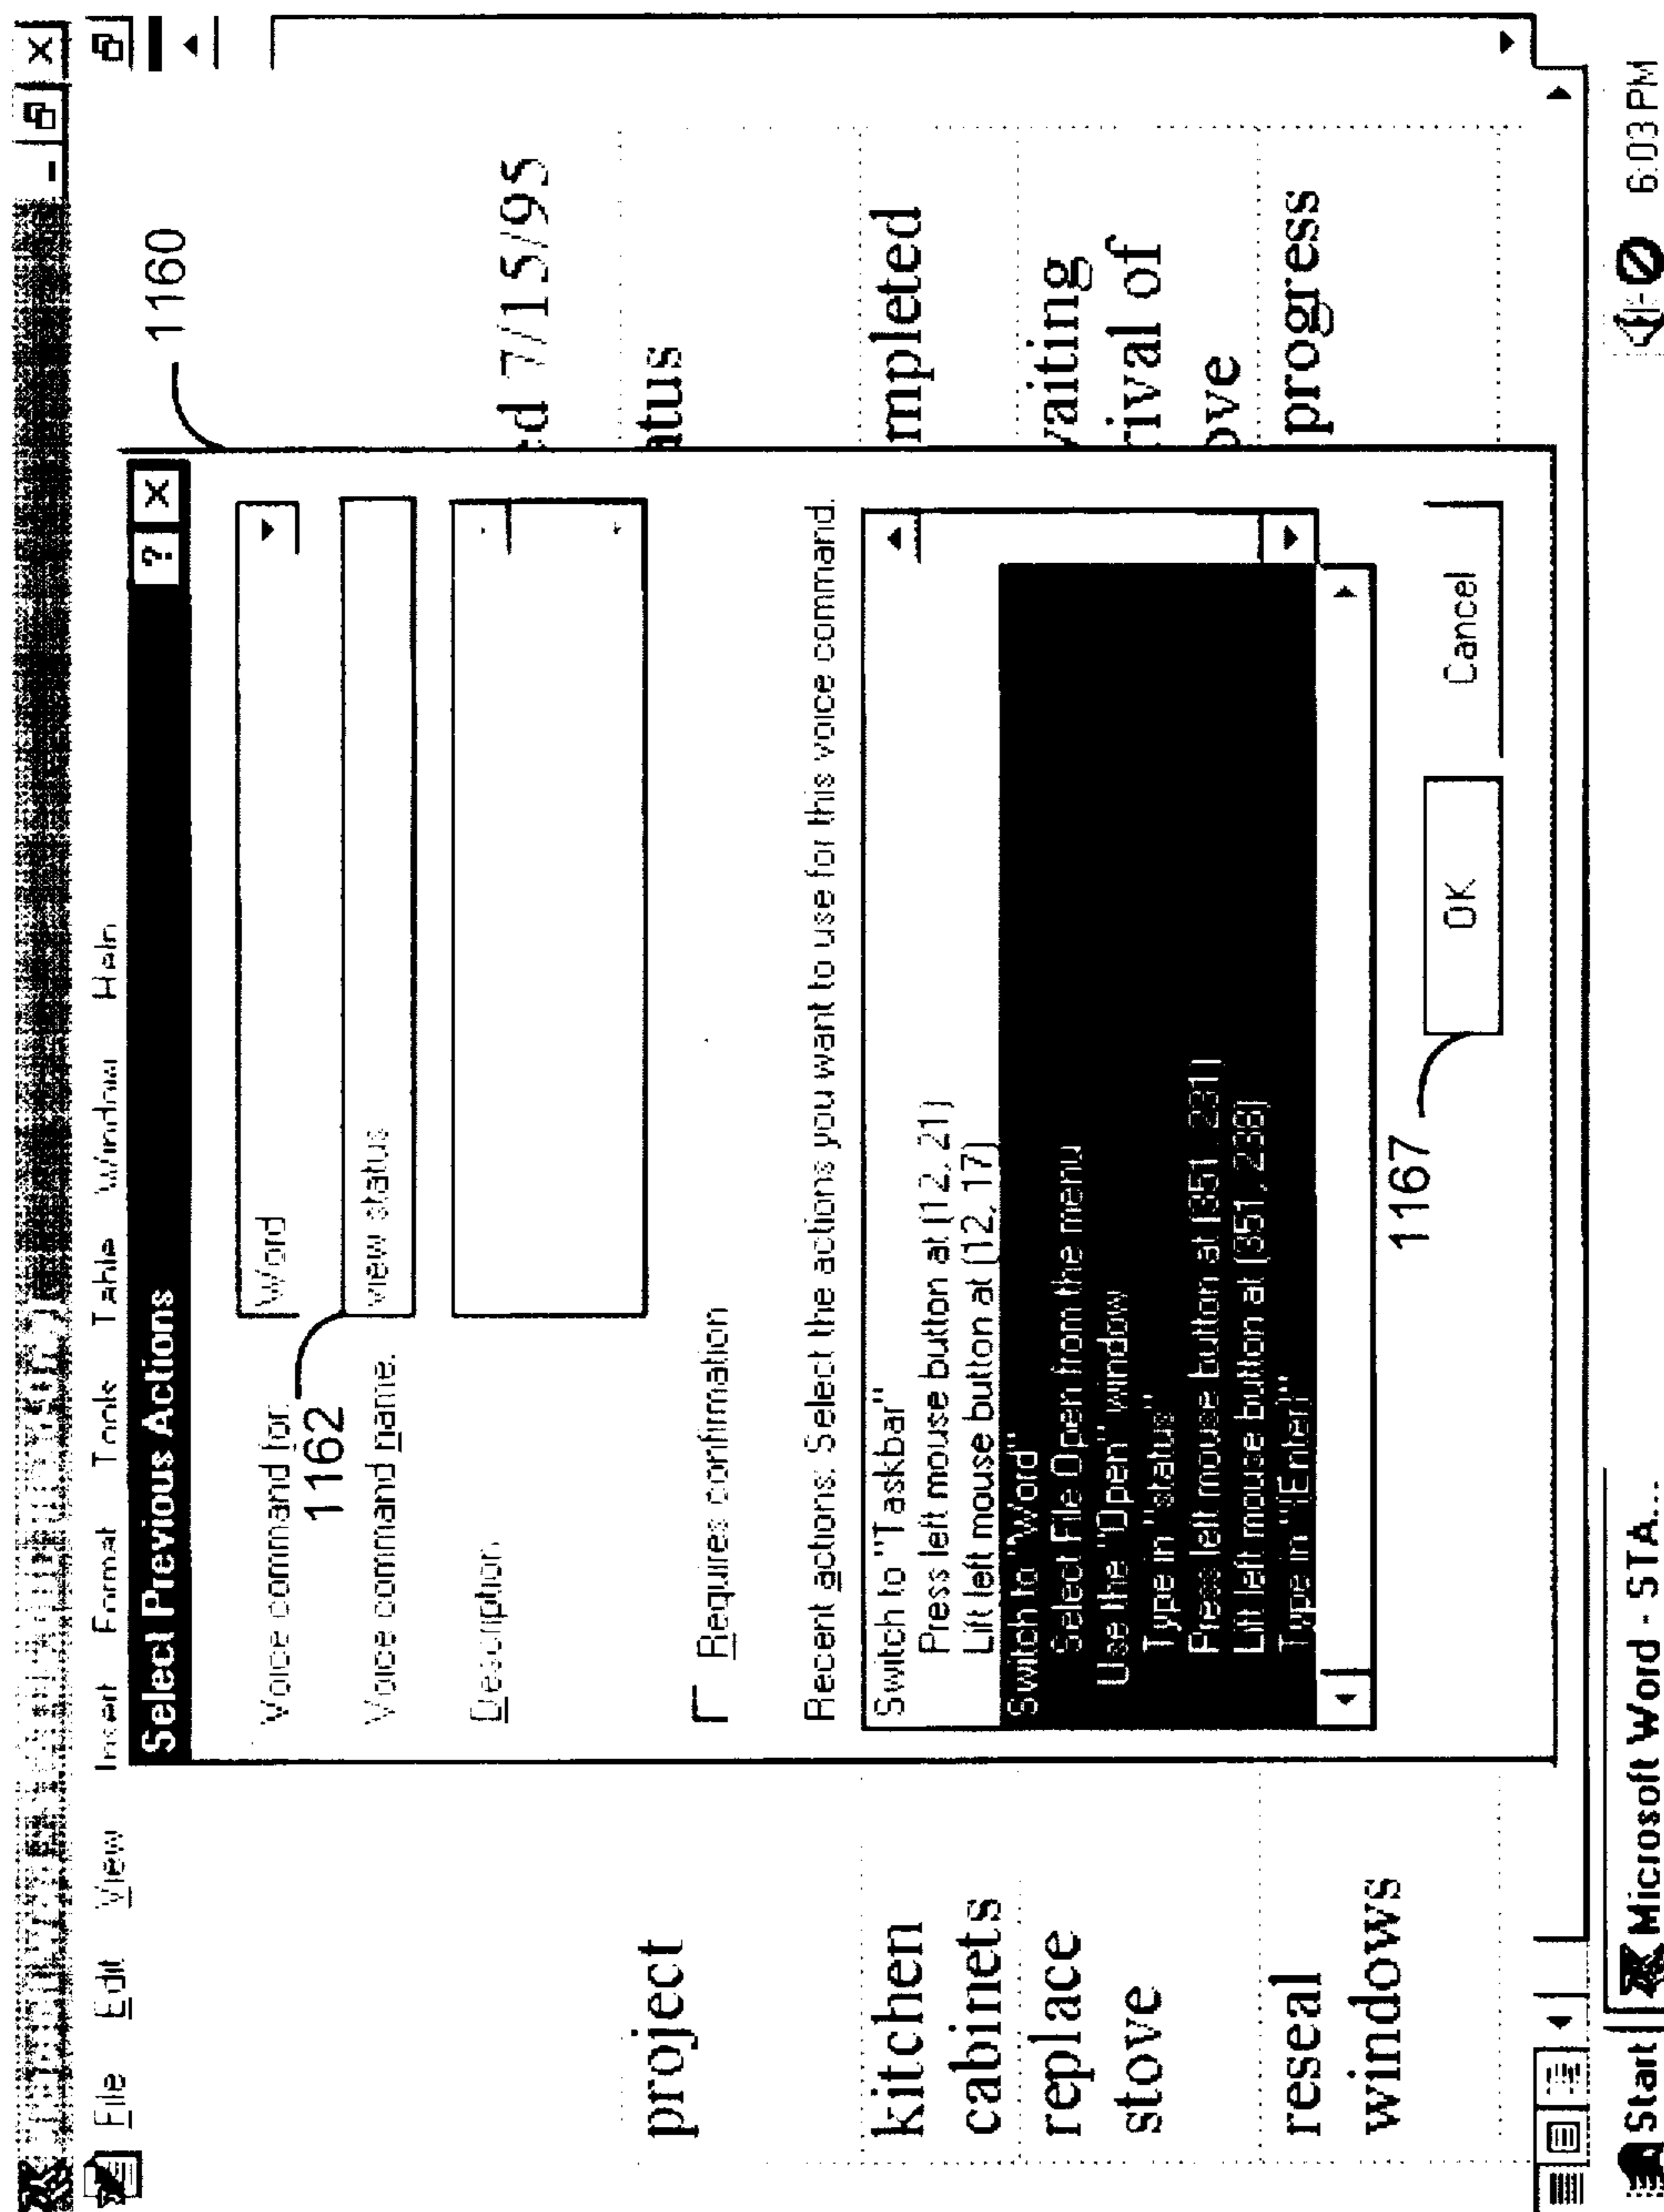 File Edit View Insert Format Tools Table Window Help
1160
Select Previous Actions
Voice command for: Word
1162
Voice command name: view status
Description
Requires confirmation
Recent actions: Select the actions you want to use for this voice command.
Switch to "Taskbar"
Press left mouse button at (12, 21)
Lift left mouse button at (12, 17)
Switch to "Word"
Select File Open from the menu
Use the "Open" window
Type in "status"
Press left mouse button at (351, 281)
Lift left mouse button at (351, 238)
Type in "{Enter}"
1167
OK
Cancel
ed 7/15/95
project
atus
kitchen
cabinets
mpleted
replace
stove
vaiting
rival of
ove
reseal
windows
progress
Start
Microsoft Word - STA...
6:03 PM